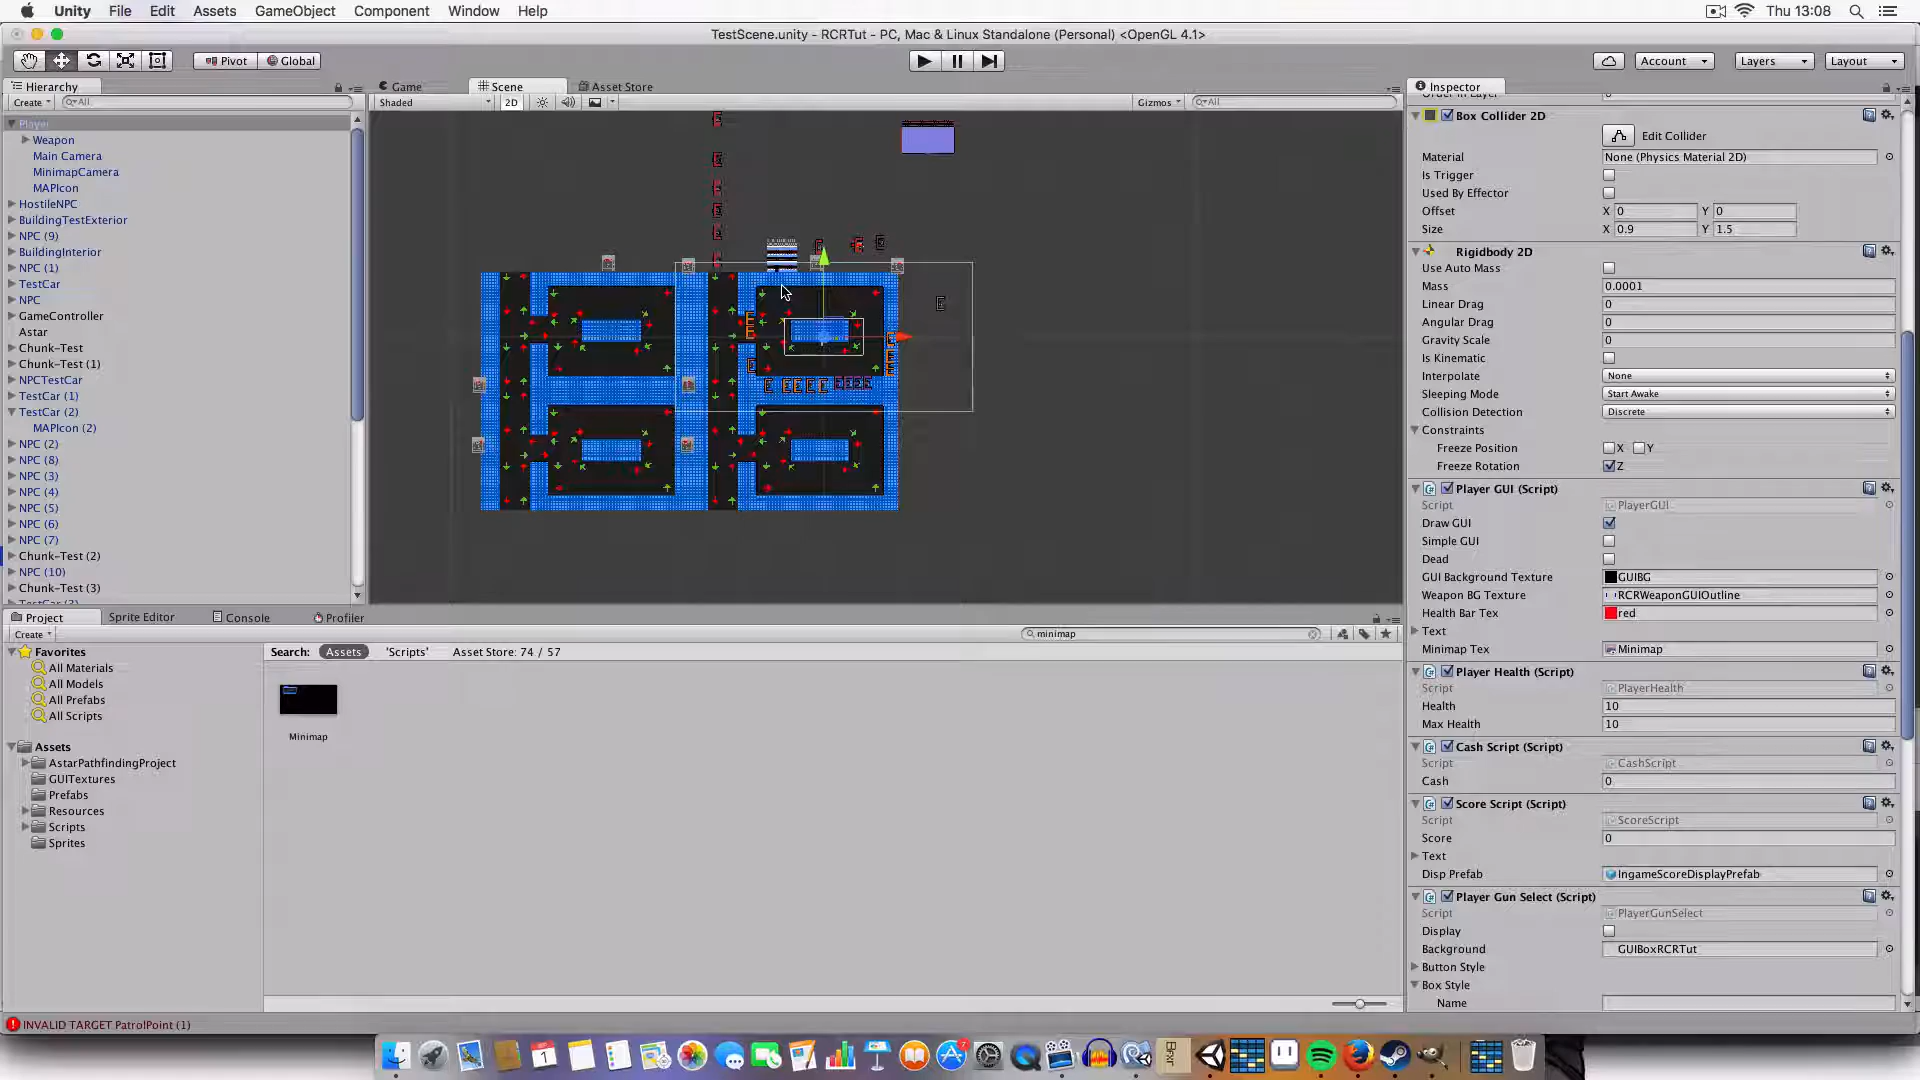 Unity File Edit Assets GameObject Component Window Help Thu 13:08
TestScene.unity - RCRTut - PC, Mac & Linux Standalone (Personal) <OpenGL 4.1>
Pivot Global Account Layers Layout
Hierarchy
Create All
Player
Weapon
Main Camera
MinimapCamera
MAPIcon
HostileNPC
BuildingTestExterior
NPC (9)
BuildingInterior
NPC (1)
TestCar
NPC
GameController
Astar
Chunk-Test
Chunk-Test (1)
NPCTestCar
TestCar (1)
TestCar (2)
MAPIcon (2)
NPC (2)
NPC (8)
NPC (3)
NPC (4)
NPC (5)
NPC (6)
NPC (7)
Chunk-Test (2)
NPC (10)
Chunk-Test (3)
Game Scene Asset Store
Shaded 2D Gizmos All
Inspector
Box Collider 2D
Edit Collider
Material None (Physics Material 2D)
Is Trigger
Used By Effector
Offset X 0 Y 0
Size X 0.9 Y 1.5
Rigidbody 2D
Use Auto Mass
Mass 0.0001
Linear Drag 0
Angular Drag 0
Gravity Scale 0
Is Kinematic
Interpolate None
Sleeping Mode Start Awake
Collision Detection Discrete
Constraints
Freeze Position X Y
Freeze Rotation Z
Player GUI (Script)
Script PlayerGUI
Draw GUI
Simple GUI
Dead
GUI Background Texture GUIBG
Weapon BG Texture RCRWeaponGUIOutline
Health Bar Tex red
Text
Minimap Tex Minimap
Player Health (Script)
Script PlayerHealth
Health 10
Max Health 10
Cash Script (Script)
Script CashScript
Cash 0
Score Script (Script)
Script ScoreScript
Score 0
Text
Disp Prefab IngameScoreDisplayPrefab
Player Gun Select (Script)
Script PlayerGunSelect
Display
Background GUIBoxRCRTut
Button Style
Box Style
Name
Project Sprite Editor Console Profiler
Create minimap
Favorites
All Materials
All Models
All Prefabs
All Scripts
Assets
AstarPathfindingProject
GUITextures
Prefabs
Resources
Scripts
Sprites
Search: Assets 'Scripts' Asset Store: 74 / 57
Minimap
INVALID TARGET PatrolPoint (1)